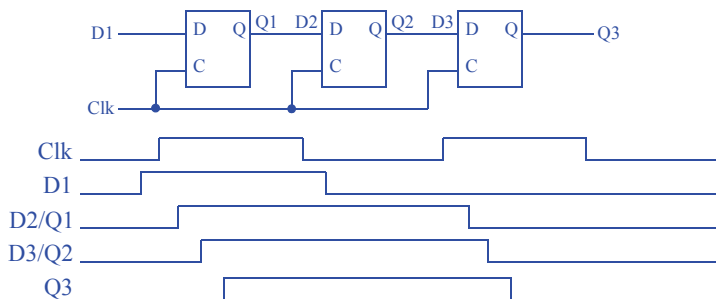 D1 D Q Q1 D2 D Q Q2 D3 D Q Q3
C C C
Clk
Clk
D1
D2/Q1
D3/Q2
Q3